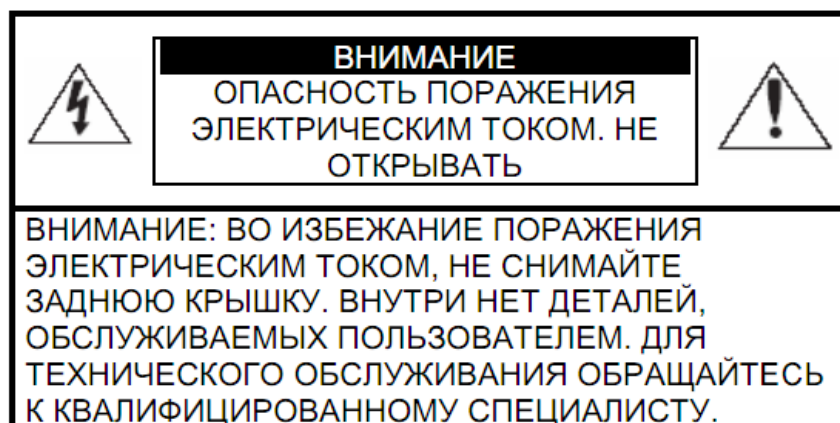 ВНИМАНИЕ
ОПАСНОСТЬ ПОРАЖЕНИЯ
ЭЛЕКТРИЧЕСКИМ ТОКОМ. НЕ
ОТКРЫВАТЬ
ВНИМАНИЕ: ВО ИЗБЕЖАНИЕ ПОРАЖЕНИЯ
ЭЛЕКТРИЧЕСКИМ ТОКОМ, НЕ СНИМАЙТЕ
ЗАДНЮЮ КРЫШКУ. ВНУТРИ НЕТ ДЕТАЛЕЙ,
ОБСЛУЖИВАЕМЫХ ПОЛЬЗОВАТЕЛЕМ. ДЛЯ
ТЕХНИЧЕСКОГО ОБСЛУЖИВАНИЯ ОБРАЩАЙТЕСЬ
К КВАЛИФИЦИРОВАННОМУ СПЕЦИАЛИСТУ.